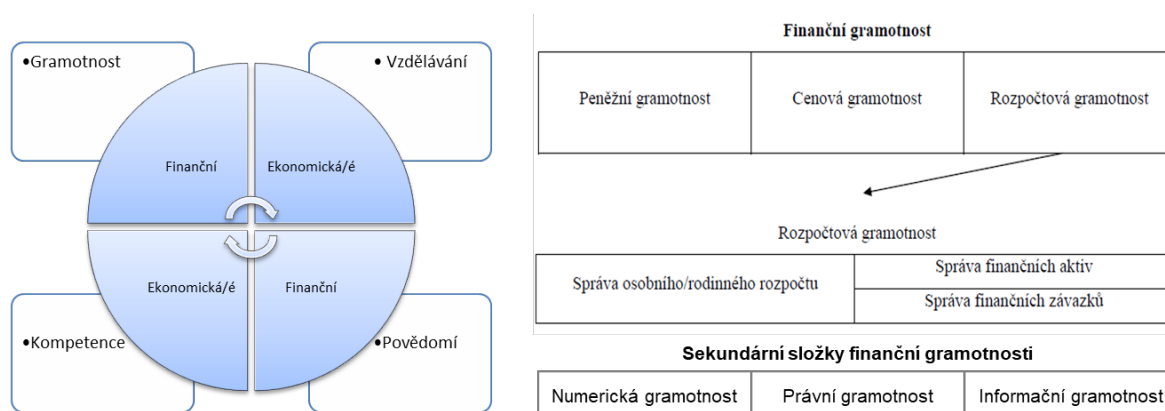 •Gramotnost
• Vzdělávání
Finanční
Ekonomická/é
Ekonomická/é
Finanční
•Kompetence
•Povědomí
Finanční gramotnost
Peněžní gramotnost
Cenová gramotnost
Rozpočtová gramotnost
Rozpočtová gramotnost
Správa osobního/rodinného rozpočtu
Správa finančních aktiv
Správa finančních závazků
Sekundární složky finanční gramotnosti
Numerická gramotnost
Právní gramotnost
Informační gramotnost